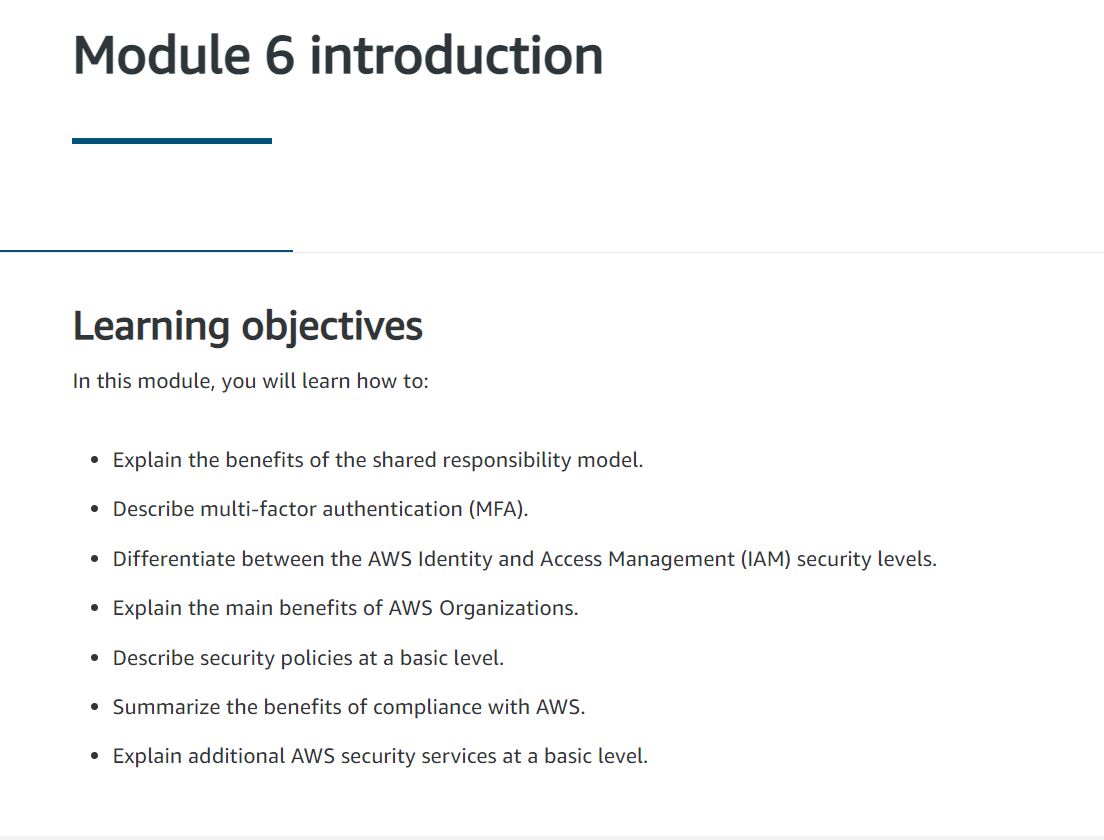 Module 6 introduction
Learning objectives
In this module, you will learn how to:
• Explain the benefits of the shared responsibility model.
• Describe multi-factor authentication (MFA).
• Differentiate between the AWS Identity and Access Management (IAM) security levels.
• Explain the main benefits of AWS Organizations.
• Describe security policies at a basic level.
• Summarize the benefits of compliance with AWS.
• Explain additional AWS security services at a basic level.